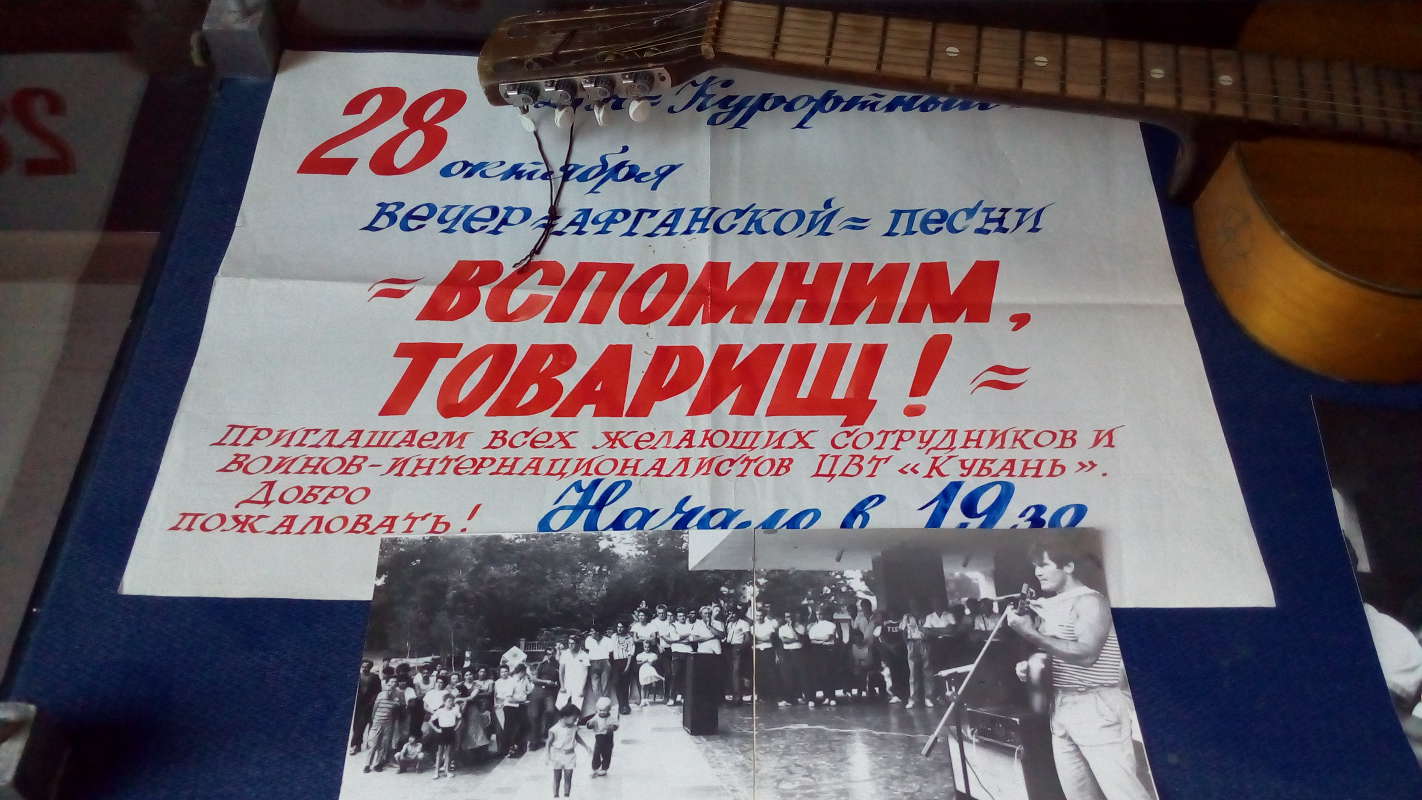 Курортный
28 октября
ВЕЧЕР=АФГАНСКОЙ=ПЕСНИ
≈ВСПОМНИМ,
ТОВАРИЩ!≈
ПРИГЛАШАЕМ ВСЕХ ЖЕЛАЮЩИХ СОТРУДНИКОВ И
ВОИНОВ-ИНТЕРНАЦИОНАЛИСТОВ ЦВТ «КУБАНЬ».
ДОБРО
ПОЖАЛОВАТЬ!
Начало в 19 30